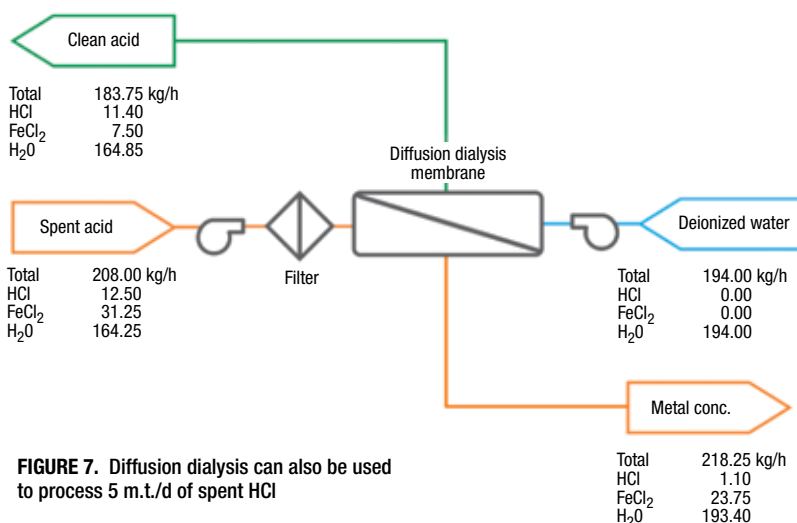 Clean acid
Total 183.75 kg/h
HCl 11.40
FeCl2 7.50
H20 164.85
Diffusion dialysis
membrane
Spent acid
Filter
Deionized water
Total 208.00 kg/h
HCl 12.50
FeCl2 31.25
H20 164.25
Total 194.00 kg/h
HCl 0.00
FeCl2 0.00
H20 194.00
Metal conc.
Total 218.25 kg/h
HCl 1.10
FeCl2 23.75
H20 193.40
FIGURE 7. Diffusion dialysis can also be used
to process 5 m.t./d of spent HCl